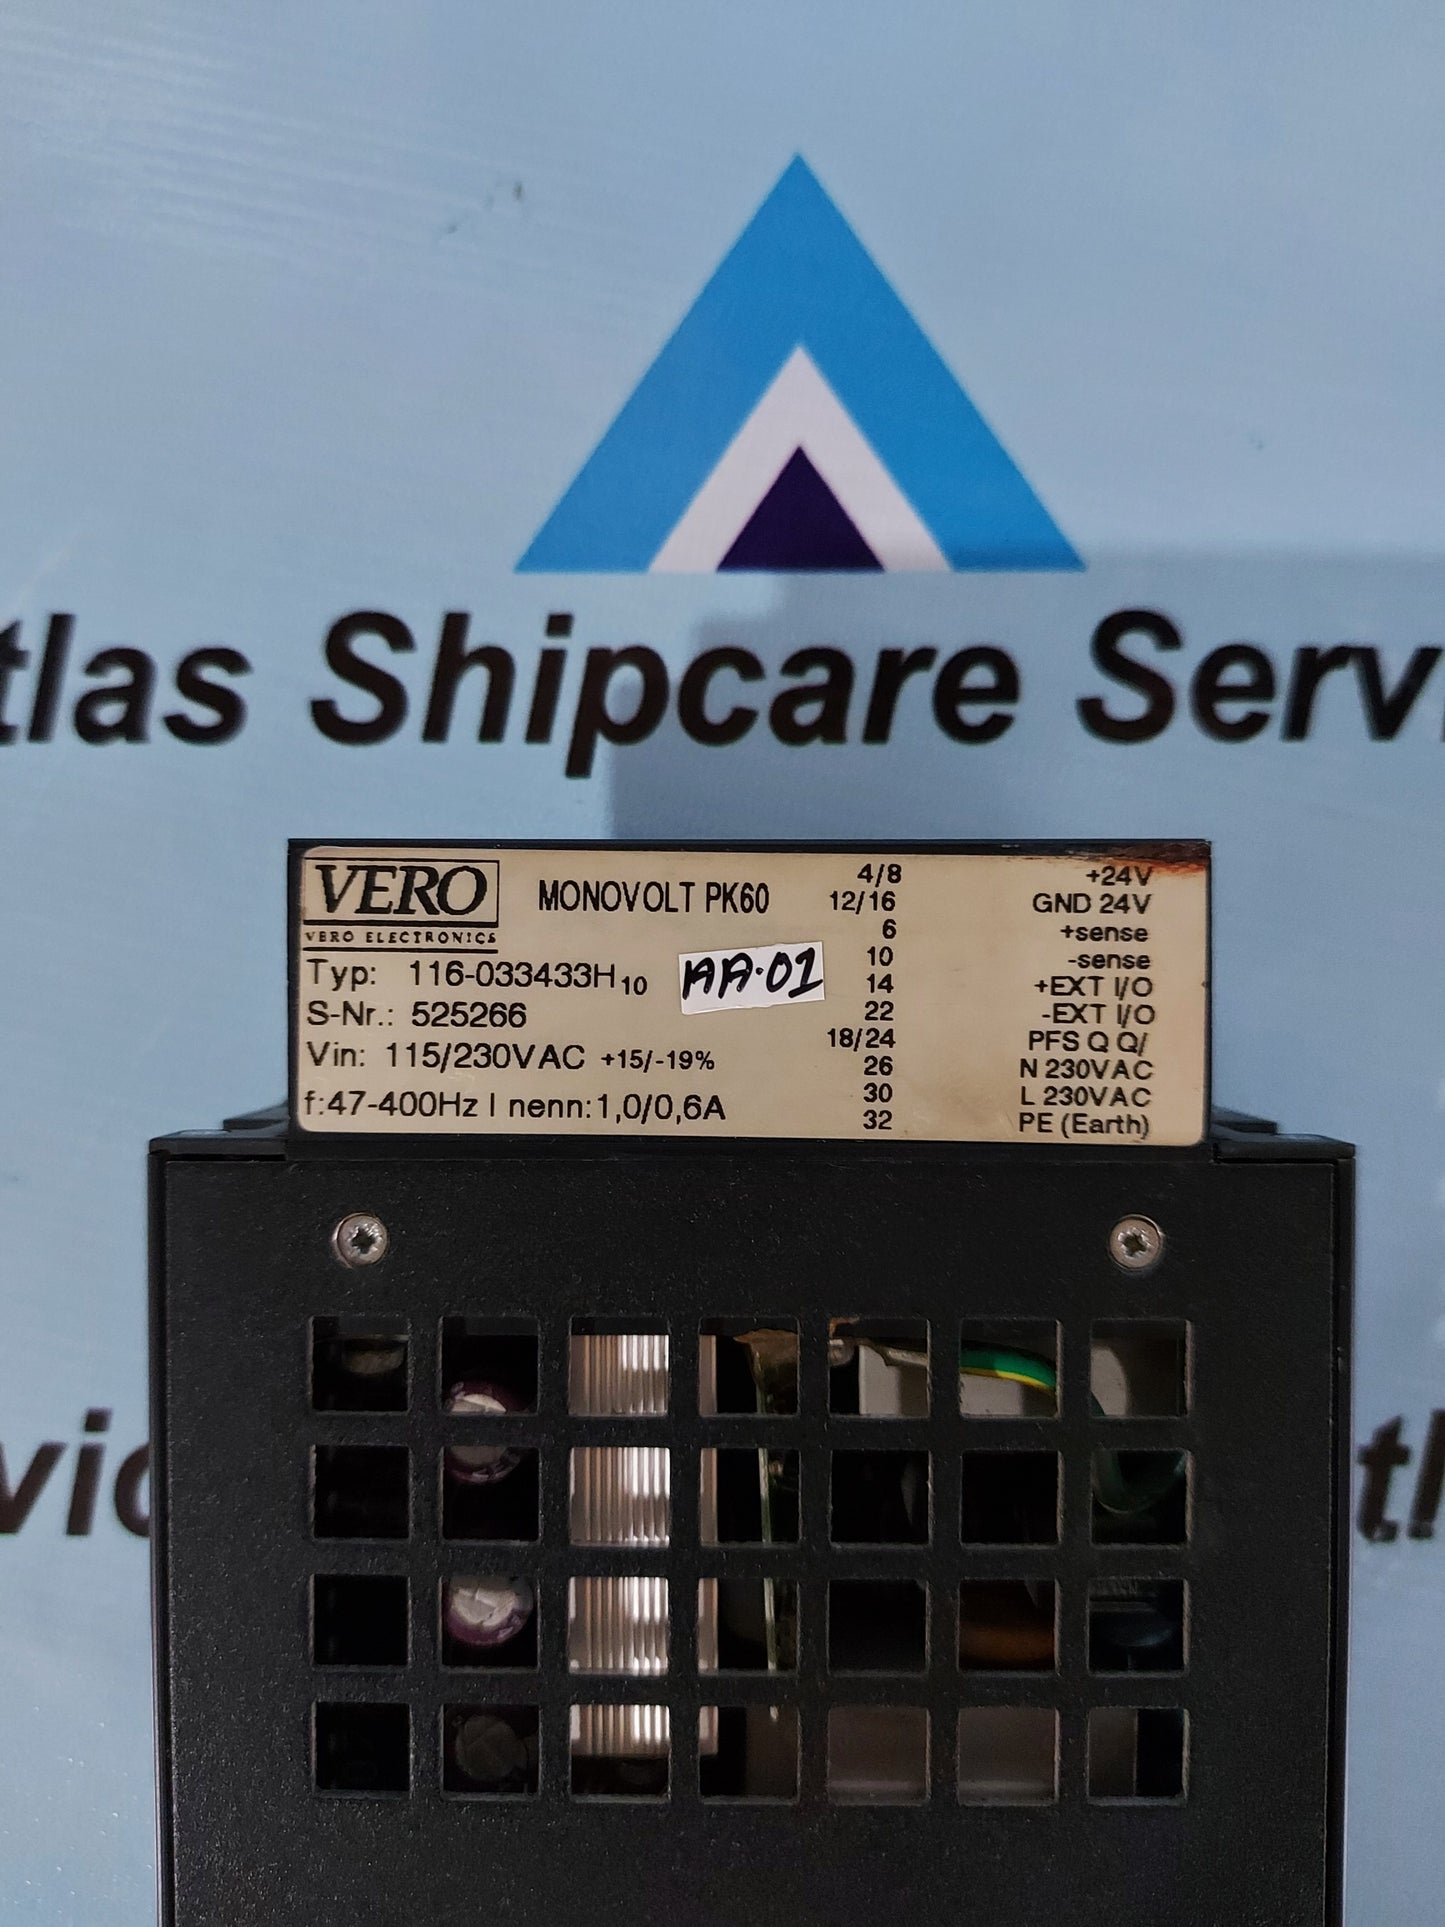 tlas Shipcare Servi
VERO
VERO ELECTRONICS
MONOVOLT PK60
Typ: 116-033433H10
S-Nr.: 525266
Vin: 115/230VAC +15/-19%
f:47-400Hz I nenn:1,0/0,6A
AA-01
4/8 +24V
12/16 GND 24V
6 +sense
10 -sense
14 +EXT I/O
22 -EXT I/O
18/24 PFS Q Q/
26 N 230VAC
30 L 230VAC
32 PE (Earth)
vic
tl